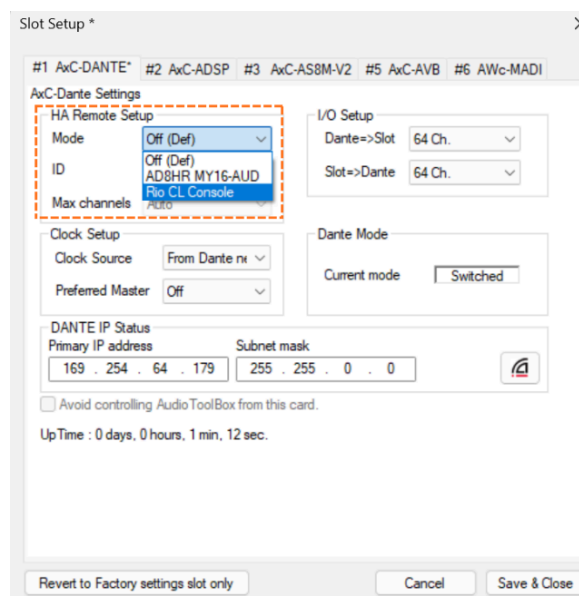 Slot Setup *
#1 AxC-DANTE* #2 AxC-ADSP #3 AxC-AS8M-V2 #5 AxC-AVB #6 AWc-MADI
AxC-Dante Settings
HA Remote Setup
Mode Off (Def)
Off (Def)
AD8HR MY16-AUD
Rio CL Console
ID
Max channels Auto
I/O Setup
Dante=>Slot 64 Ch.
Slot=>Dante 64 Ch.
Clock Setup
Clock Source From Dante ne
Preferred Master Off
Dante Mode
Current mode Switched
DANTE IP Status
Primary IP address Subnet mask
169 . 254 . 64 . 179 255 . 255 . 0 . 0
Avoid controlling AudioToolBox from this card.
UpTime : 0 days, 0 hours, 1 min, 12 sec.
Revert to Factory settings slot only Cancel Save & Close